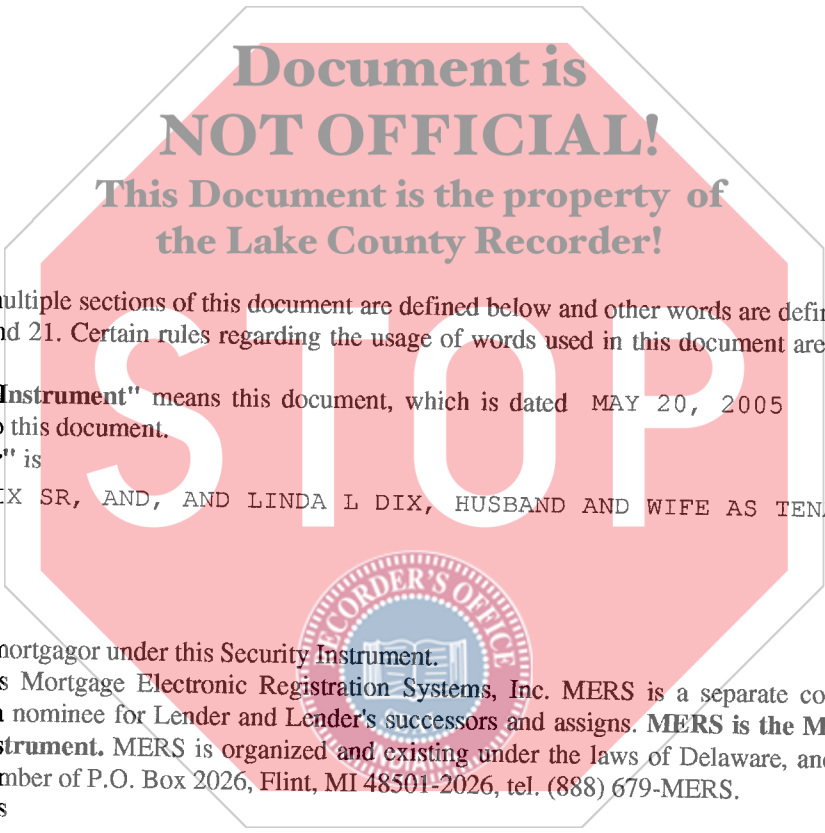 Document is
NOT OFFICIAL!
This Document is the property of
the Lake County Recorder!
ultiple sections of this document are defined below and other words are defin
nd 21. Certain rules regarding the usage of words used in this document are
STOP
Instrument" means this document, which is dated MAY 20, 2005
this document.
" is
IX SR, AND, AND LINDA L DIX, HUSBAND AND WIFE AS TEN
RECORDER'S OFFICE
mortgagor under this Security Instrument.
s Mortgage Electronic Registration Systems, Inc. MERS is a separate co
nominee for Lender and Lender's successors and assigns. MERS is the M
strument. MERS is organized and existing under the laws of Delaware, an
mber of P.O. Box 2026, Flint, MI 48501-2026, tel. (888) 679-MERS.
s